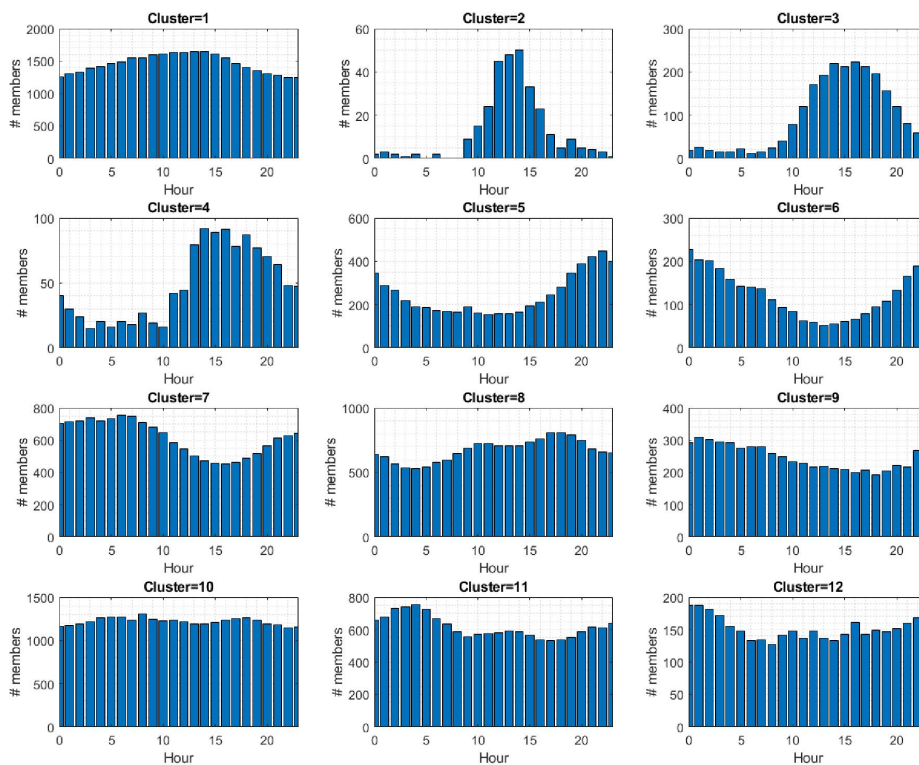 Cluster=1
2000
1500
1000
500
0
# members
0 5 10 15 20
Hour
Cluster=2
60
40
20
0
# members
0 5 10 15 20
Hour
Cluster=3
300
200
100
0
# members
0 5 10 15 20
Hour
Cluster=4
100
50
0
# members
0 5 10 15 20
Hour
Cluster=5
600
400
200
0
# members
0 5 10 15 20
Hour
Cluster=6
300
200
100
0
# members
0 5 10 15 20
Hour
Cluster=7
800
600
400
200
0
# members
0 5 10 15 20
Hour
Cluster=8
1000
500
0
# members
0 5 10 15 20
Hour
Cluster=9
400
300
200
100
0
# members
0 5 10 15 20
Hour
Cluster=10
1500
1000
500
0
# members
0 5 10 15 20
Hour
Cluster=11
800
600
400
200
0
# members
0 5 10 15 20
Hour
Cluster=12
200
150
100
50
0
# members
0 5 10 15 20
Hour